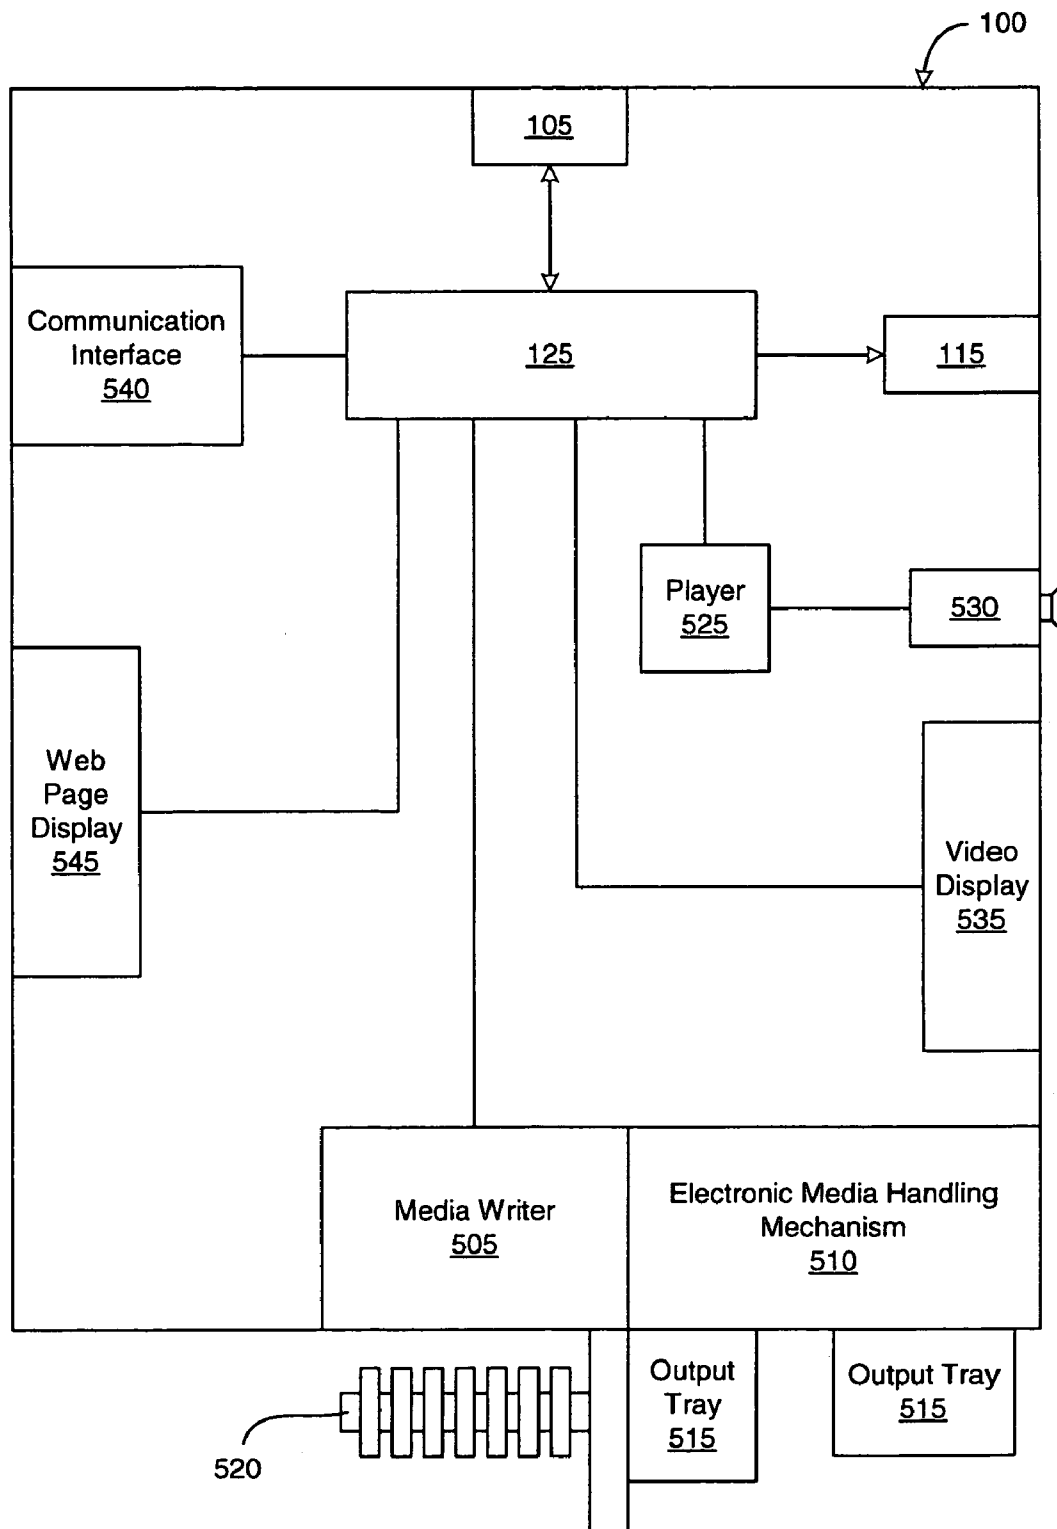 100
105
Communication
Interface
540
125
115
Player
525
530
Web
Page
Display
545
Video
Display
535
Media Writer
505
Electronic Media Handling
Mechanism
510
Output
Tray
515
Output Tray
515
520